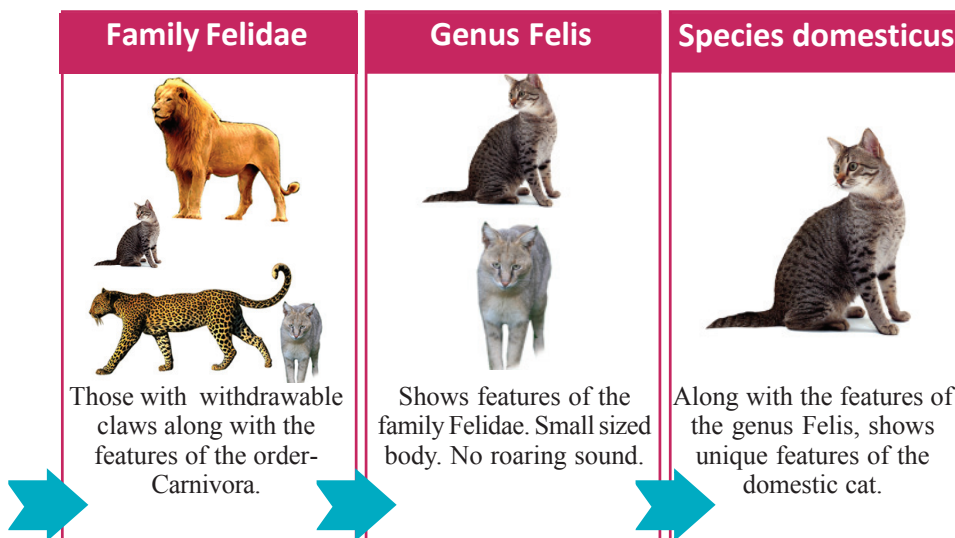 Family Felidae
Those with withdrawable
claws along with the
features of the order-
Carnivora.
Genus Felis
Shows features of the
family Felidae. Small sized
body. No roaring sound.
Species domesticus
Along with the features of
the genus Felis, shows
unique features of the
domestic cat.